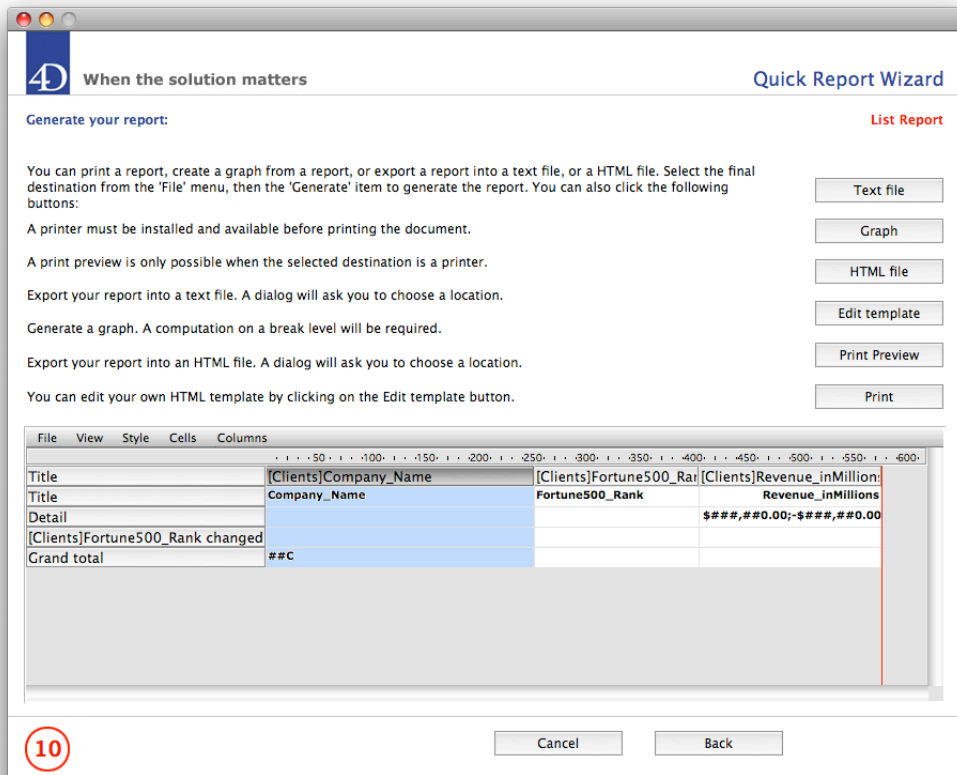 4D When the solution matters
Quick Report Wizard
Generate your report:
List Report
You can print a report, create a graph from a report, or export a report into a text file, or a HTML file. Select the final
destination from the 'File' menu, then the 'Generate' item to generate the report. You can also click the following
buttons:
A printer must be installed and available before printing the document.
A print preview is only possible when the selected destination is a printer.
Export your report into a text file. A dialog will ask you to choose a location.
Generate a graph. A computation on a break level will be required.
Export your report into an HTML file. A dialog will ask you to choose a location.
You can edit your own HTML template by clicking on the Edit template button.
Text file
Graph
HTML file
Edit template
Print Preview
Print
File View Style Cells Columns
50 100 150 200 250 300 350 400 450 500 550 600
Title [Clients]Company_Name [Clients]Fortune500_Ran [Clients]Revenue_inMillions
Title Company_Name Fortune500_Rank Revenue_inMillions
Detail $###,##0.00;-$###,##0.00
[Clients]Fortune500_Rank changed
Grand total ##C
10
Cancel
Back